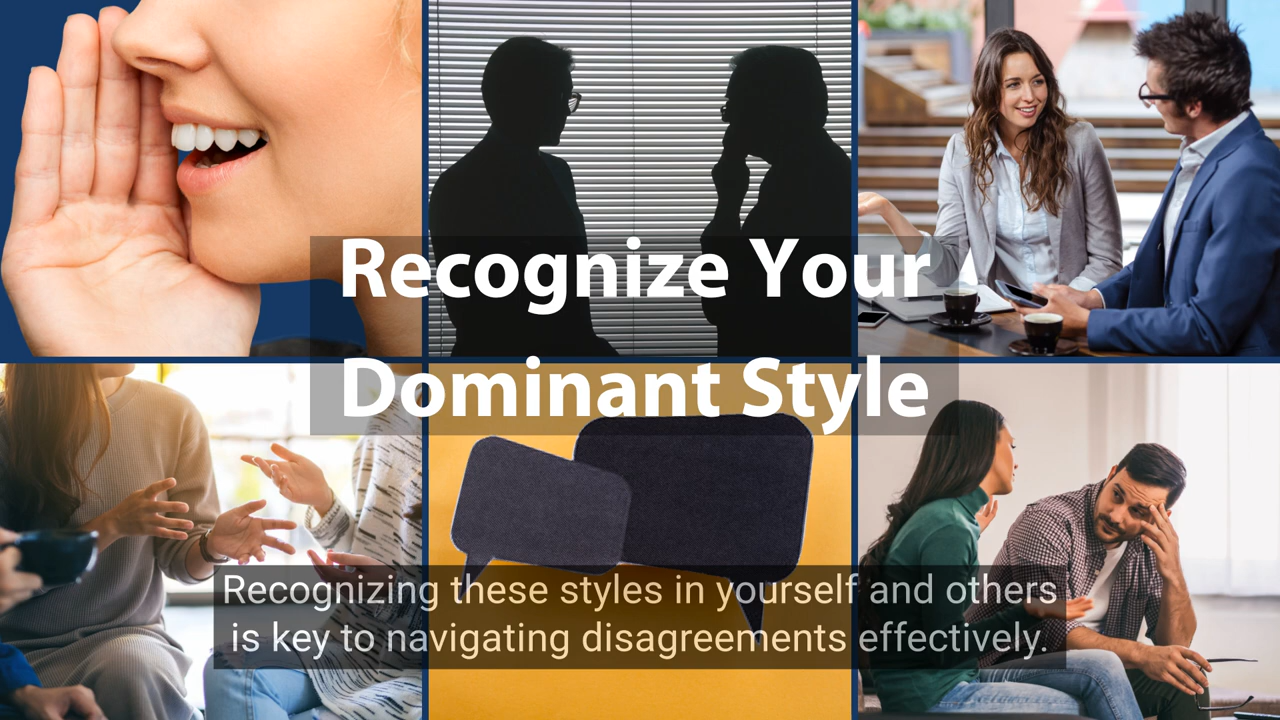 Recognize Your
Dominant Style
Recognizing these styles in yourself and others
is key to navigating disagreements effectively.